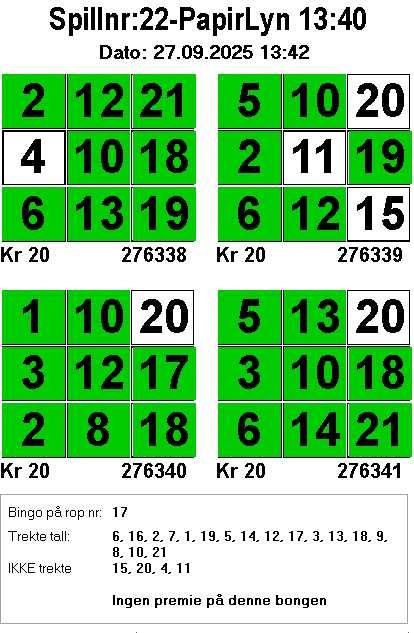 Spillnr:22-PapirLyn 13:40
Dato: 27.09.2025 13:42
2 12 21 5 10 20
4 10 18 2 11 19
6 13 19 6 12 15
Kr 20 276338 Kr 20 276339
1 10 20 5 13 20
3 12 17 3 10 18
2 8 18 6 14 21
Kr 20 276340 Kr 20 276341
Bingo på rop nr: 17
Trekte tall: 6, 16, 2, 7, 1, 19, 5, 14, 12, 17, 3, 13, 18, 9,
8, 10, 21
IKKE trekte 15, 20, 4, 11
Ingen premie på denne bongen